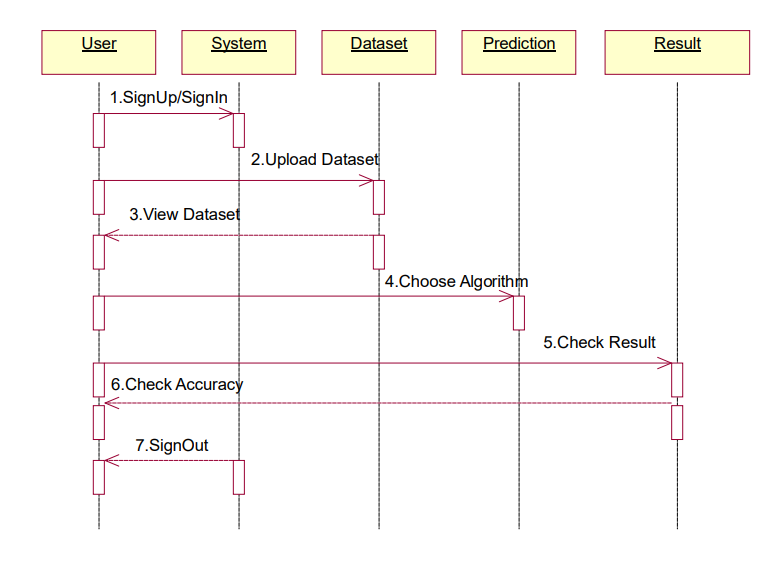 User
System
Dataset
Prediction
Result
1.SignUp/SignIn
2.Upload Dataset
3.View Dataset
4.Choose Algorithm
5.Check Result
6.Check Accuracy
7.SignOut